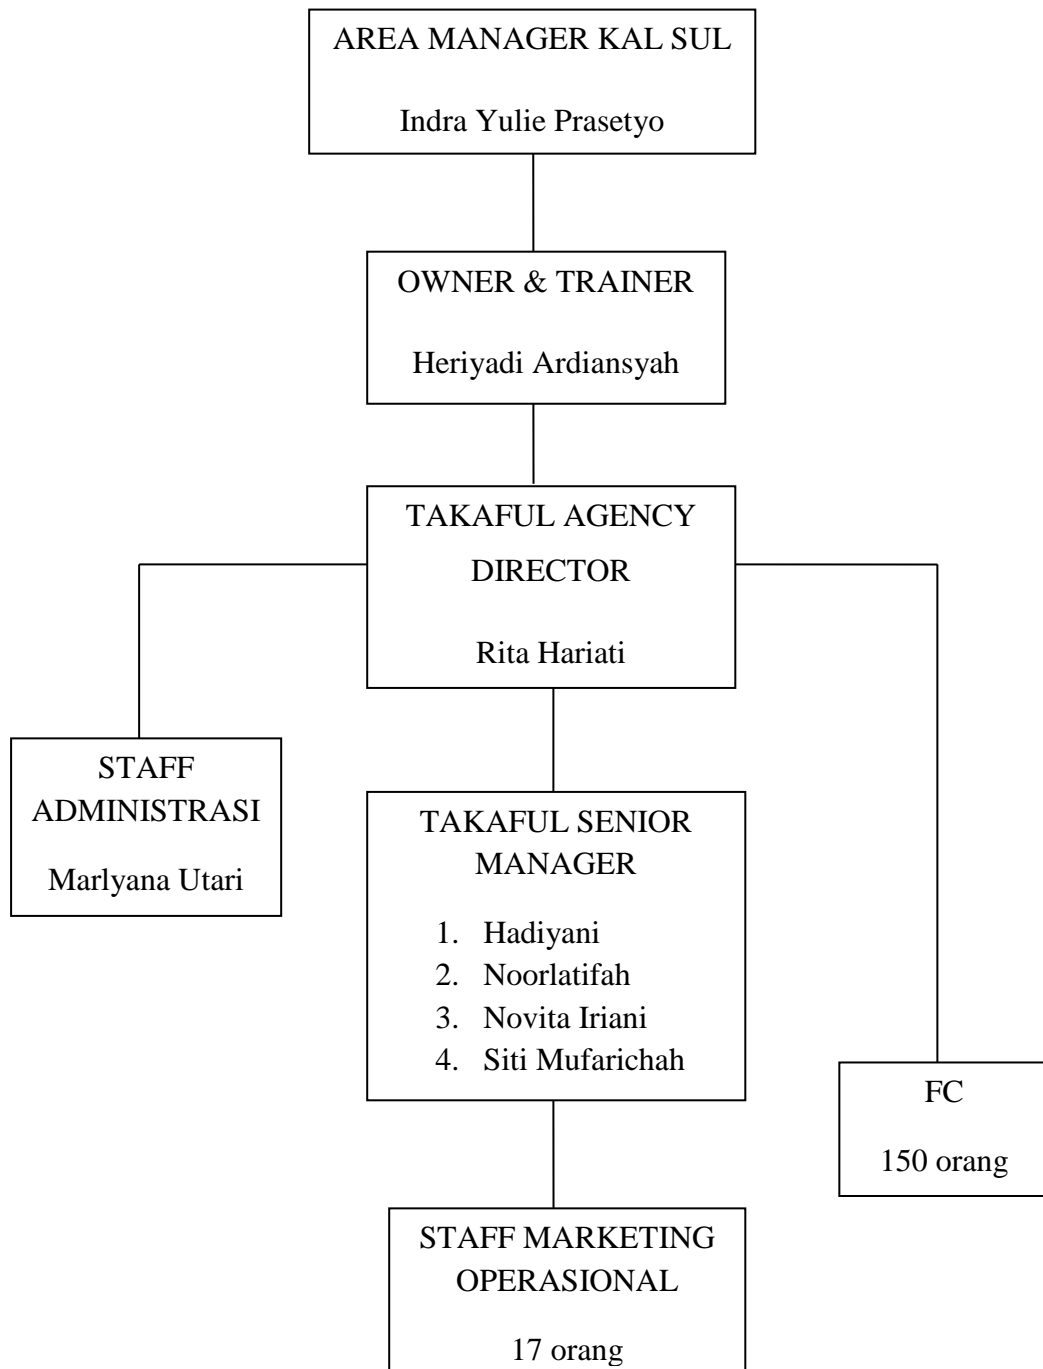 AREA MANAGER KAL SUL
Indra Yulie Prasetyo
OWNER & TRAINER
Heriyadi Ardiansyah
TAKAFUL AGENCY
DIRECTOR
Rita Hariati
STAFF
ADMINISTRASI
Marlyana Utari
TAKAFUL SENIOR
MANAGER
1. Hadiyani
2. Noorlatifah
3. Novita Iriani
4. Siti Mufarichah
FC
150 orang
STAFF MARKETING
OPERASIONAL
17 orang